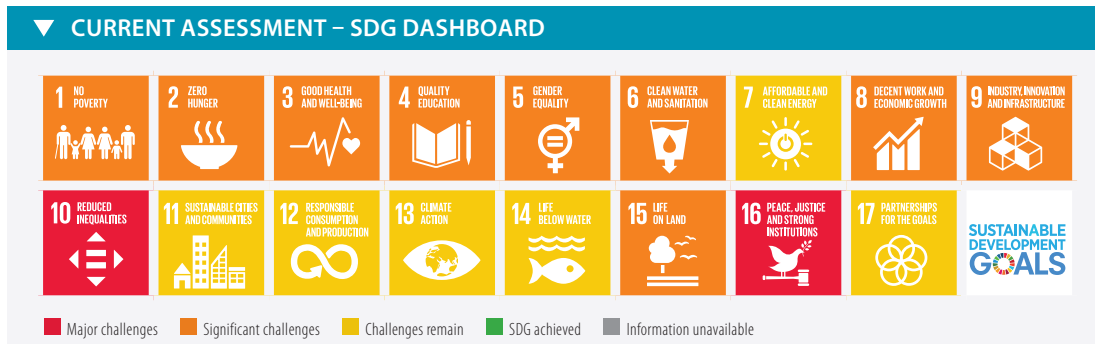 CURRENT ASSESSMENT – SDG DASHBOARD
1 NO
POVERTY
2 ZERO
HUNGER
3 GOOD HEALTH
AND WELL-BEING
4 QUALITY
EDUCATION
5 GENDER
EQUALITY
6 CLEAN WATER
AND SANITATION
7 AFFORDABLE AND
CLEAN ENERGY
8 DECENT WORK AND
ECONOMIC GROWTH
9 INDUSTRY, INNOVATION
AND INFRASTRUCTURE
10 REDUCED
INEQUALITIES
11 SUSTAINABLE CITIES
AND COMMUNITIES
12 RESPONSIBLE
CONSUMPTION
AND PRODUCTION
13 CLIMATE
ACTION
14 LIFE
BELOW WATER
15 LIFE
ON LAND
16 PEACE, JUSTICE
AND STRONG
INSTITUTIONS
17 PARTNERSHIPS
FOR THE GOALS
SUSTAINABLE
DEVELOPMENT
GOALS
Major challenges
Significant challenges
Challenges remain
SDG achieved
Information unavailable